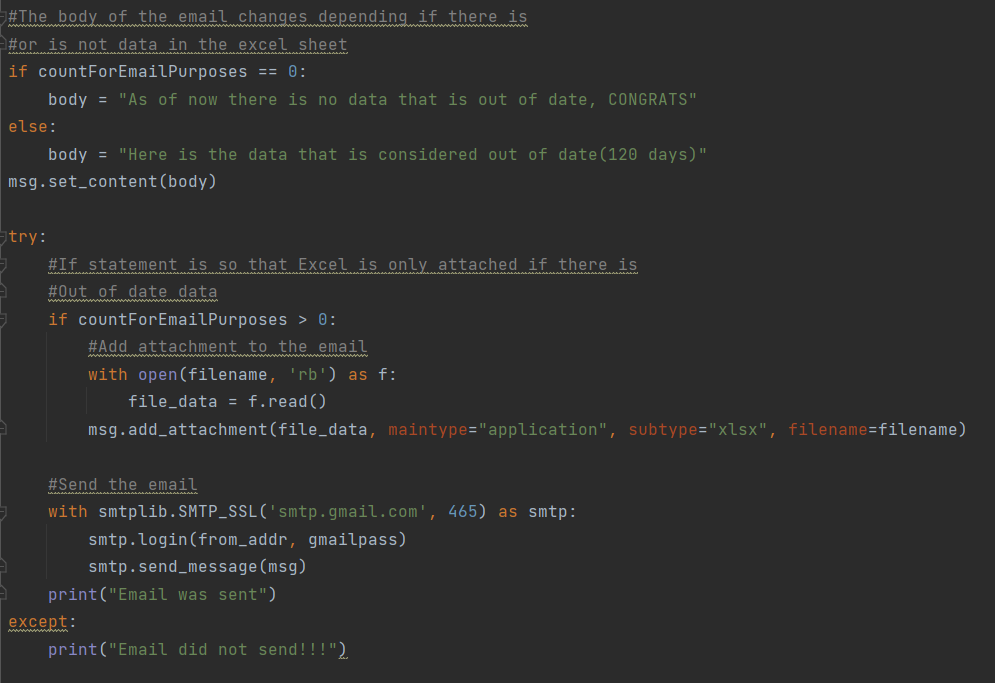 #The body of the email changes depending if there is
#or is not data in the excel sheet
if countForEmailPurposes == 0:
    body = "As of now there is no data that is out of date, CONGRATS"
else:
    body = "Here is the data that is considered out of date(120 days)"
msg.set_content(body)

try:
    #If statement is so that Excel is only attached if there is
    #Out of date data
    if countForEmailPurposes > 0:
        #Add attachment to the email
        with open(filename, 'rb') as f:
            file_data = f.read()
        msg.add_attachment(file_data, maintype="application", subtype="xlsx", filename=filename)

    #Send the email
    with smtplib.SMTP_SSL('smtp.gmail.com', 465) as smtp:
        smtp.login(from_addr, gmailpass)
        smtp.send_message(msg)
    print("Email was sent")
except:
    print("Email did not send!!!")